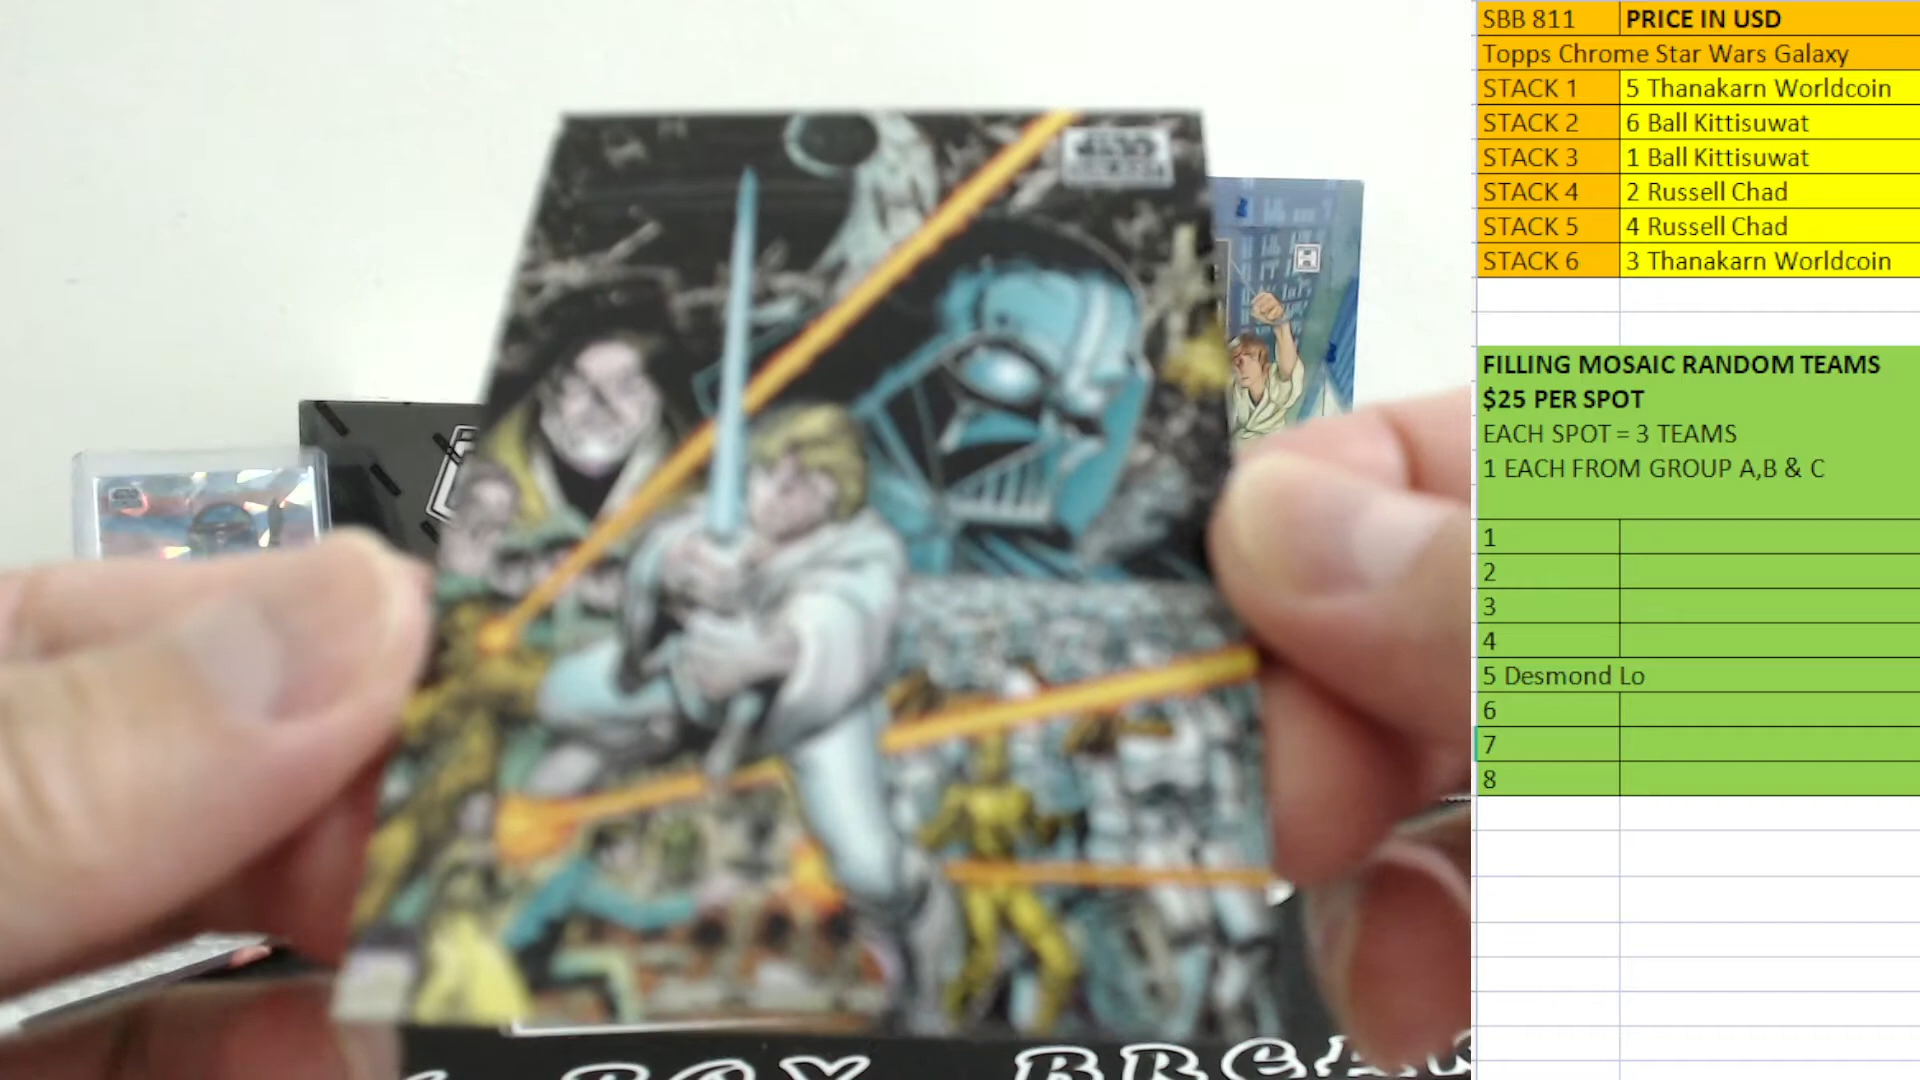 SBB 811 PRICE IN USD
Topps Chrome Star Wars Galaxy
STACK 1 5 Thanakarn Worldcoin
STACK 2 6 Ball Kittisuwat
STACK 3 1 Ball Kittisuwat
STACK 4 2 Russell Chad
STACK 5 4 Russell Chad
STACK 6 3 Thanakarn Worldcoin
FILLING MOSAIC RANDOM TEAMS
$25 PER SPOT
EACH SPOT = 3 TEAMS
1 EACH FROM GROUP A,B & C
1
2
3
4
5 Desmond Lo
6
7
8
STAR WARS
BOX